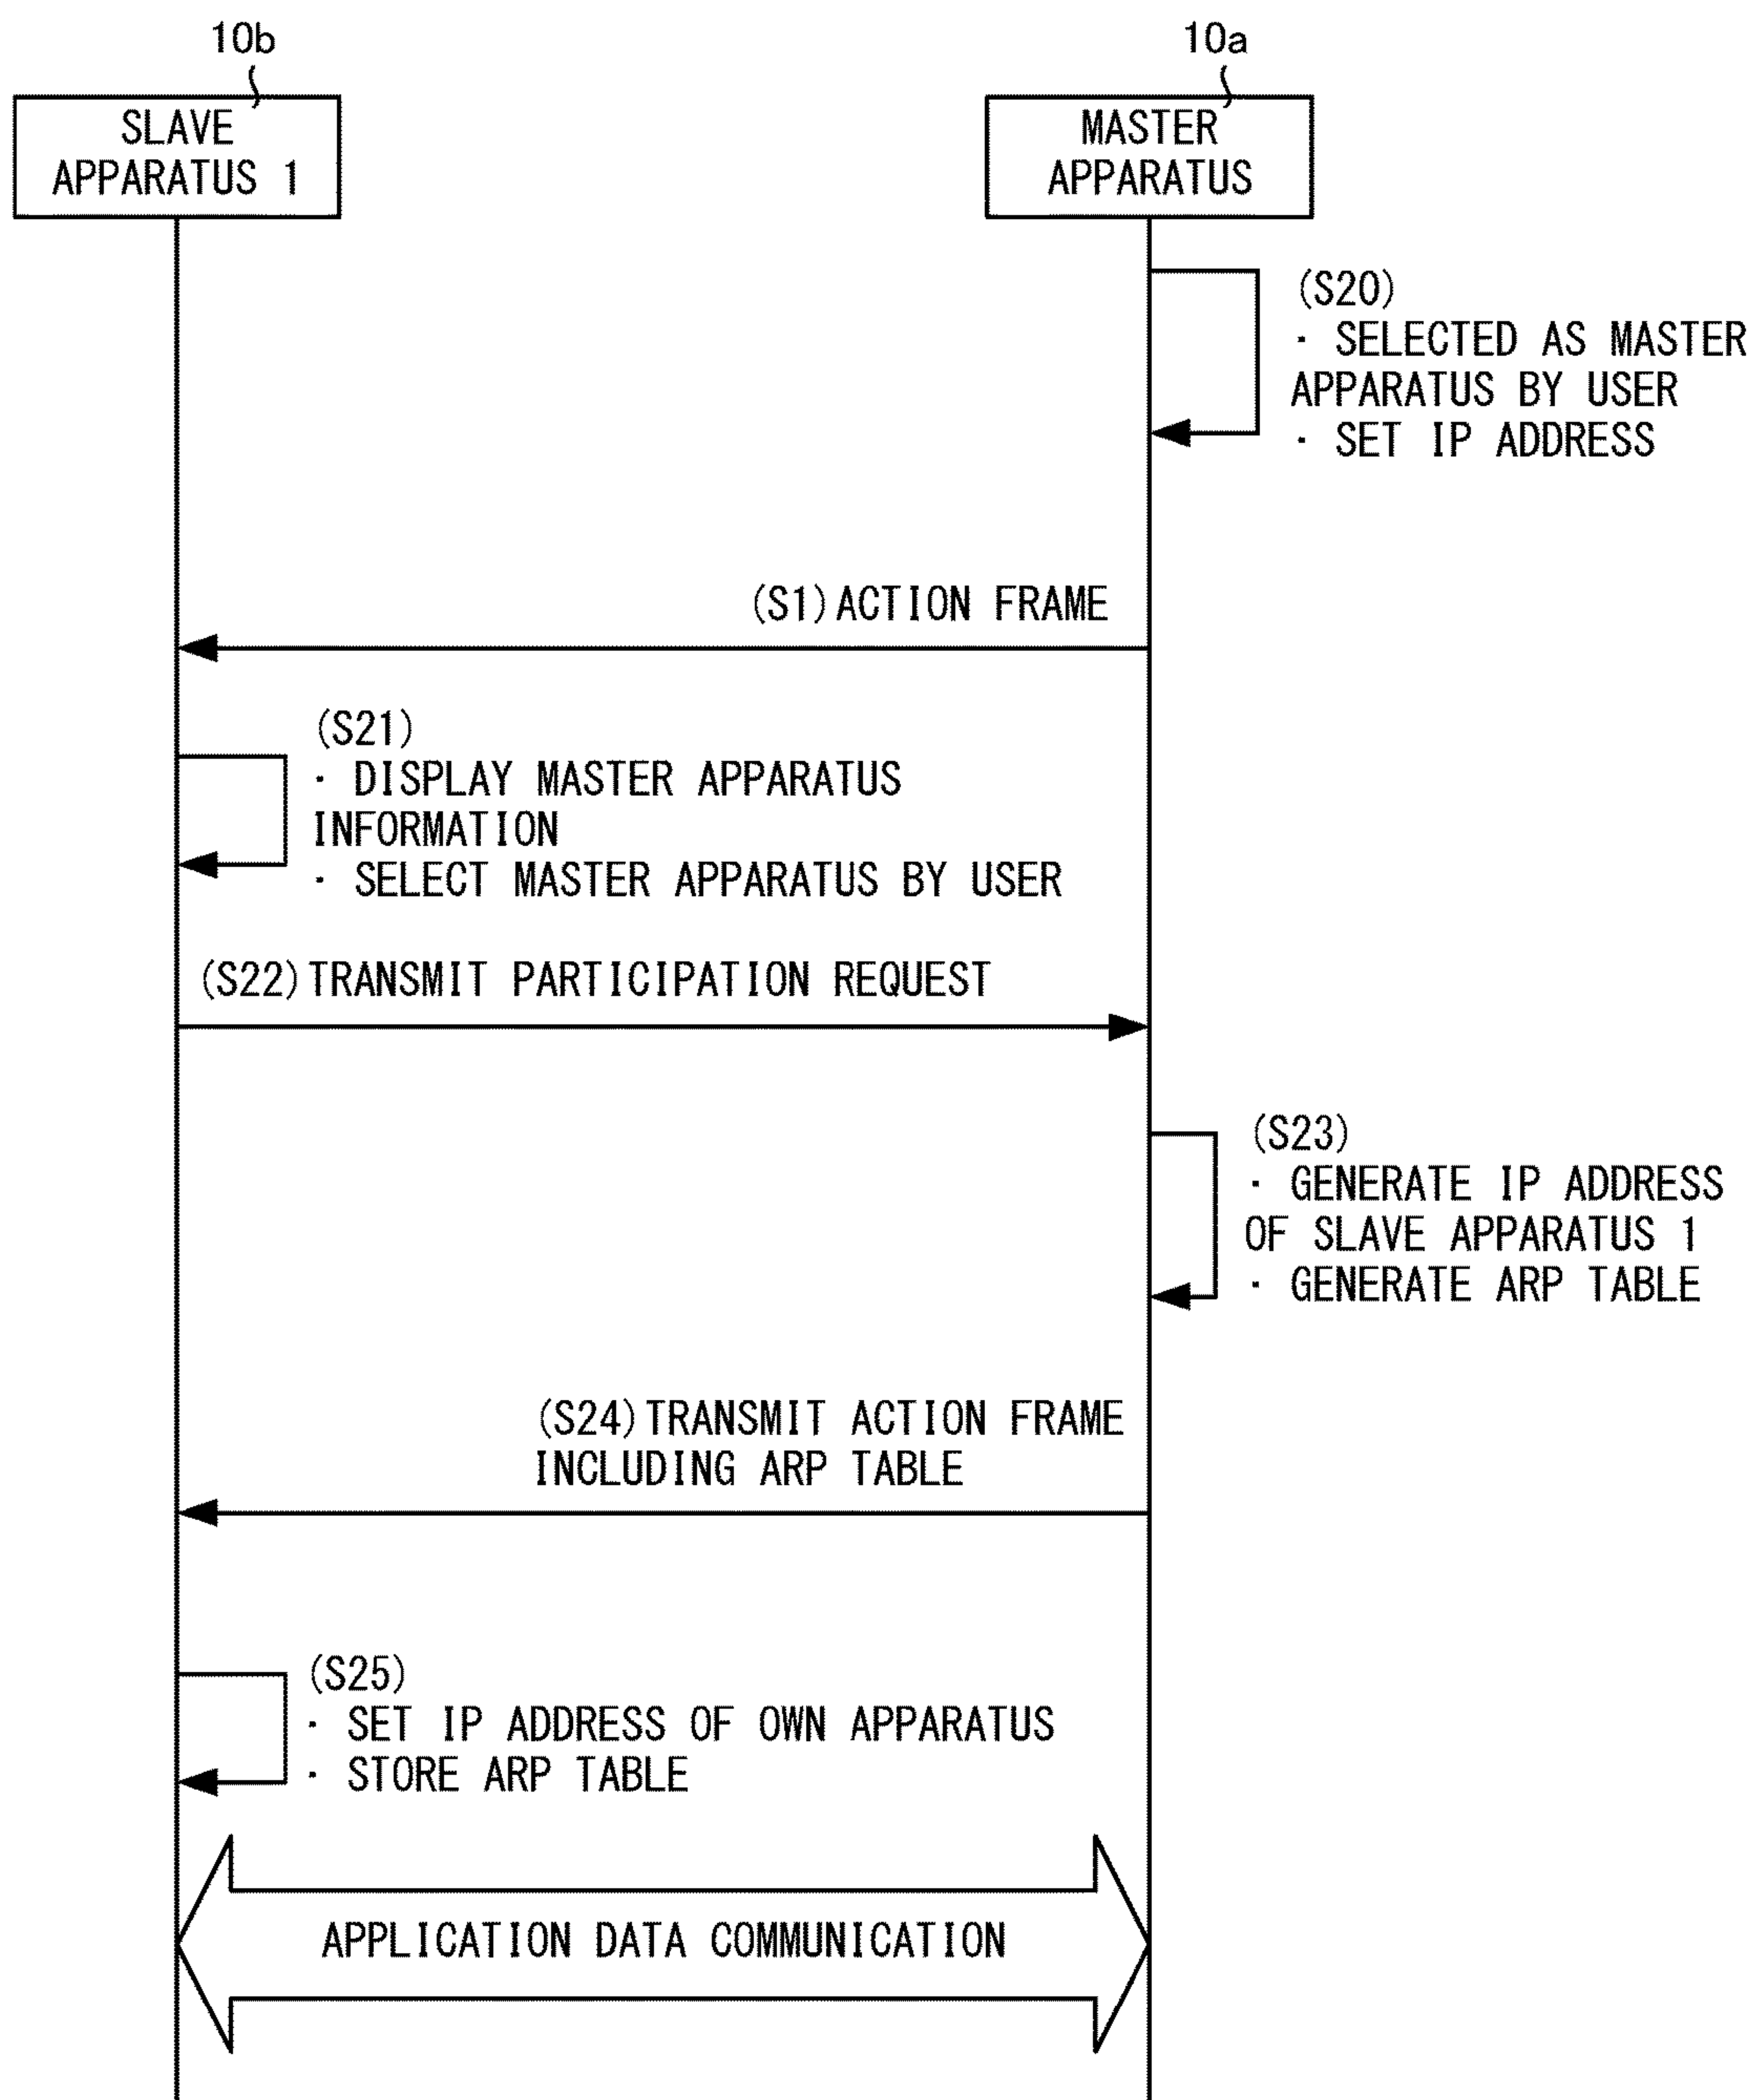 10b
10a
SLAVE
APPARATUS 1
MASTER
APPARATUS
(S20)
· SELECTED AS MASTER
APPARATUS BY USER
· SET IP ADDRESS
(S1)ACTION FRAME
(S21)
· DISPLAY MASTER APPARATUS
INFORMATION
· SELECT MASTER APPARATUS BY USER
(S22)TRANSMIT PARTICIPATION REQUEST
(S23)
· GENERATE IP ADDRESS
OF SLAVE APPARATUS 1
· GENERATE ARP TABLE
(S24)TRANSMIT ACTION FRAME
INCLUDING ARP TABLE
(S25)
· SET IP ADDRESS OF OWN APPARATUS
· STORE ARP TABLE
APPLICATION DATA COMMUNICATION